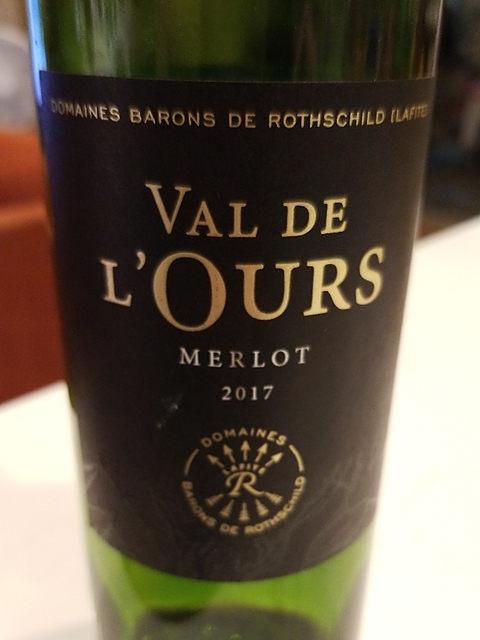 DOMAINES BARONS DE ROTHSCHILD [LAFITE]
VAL DE
L'OURS
MERLOT
2017
DOMAINES
LAFITE
R
BARONS DE ROTHSCHILD